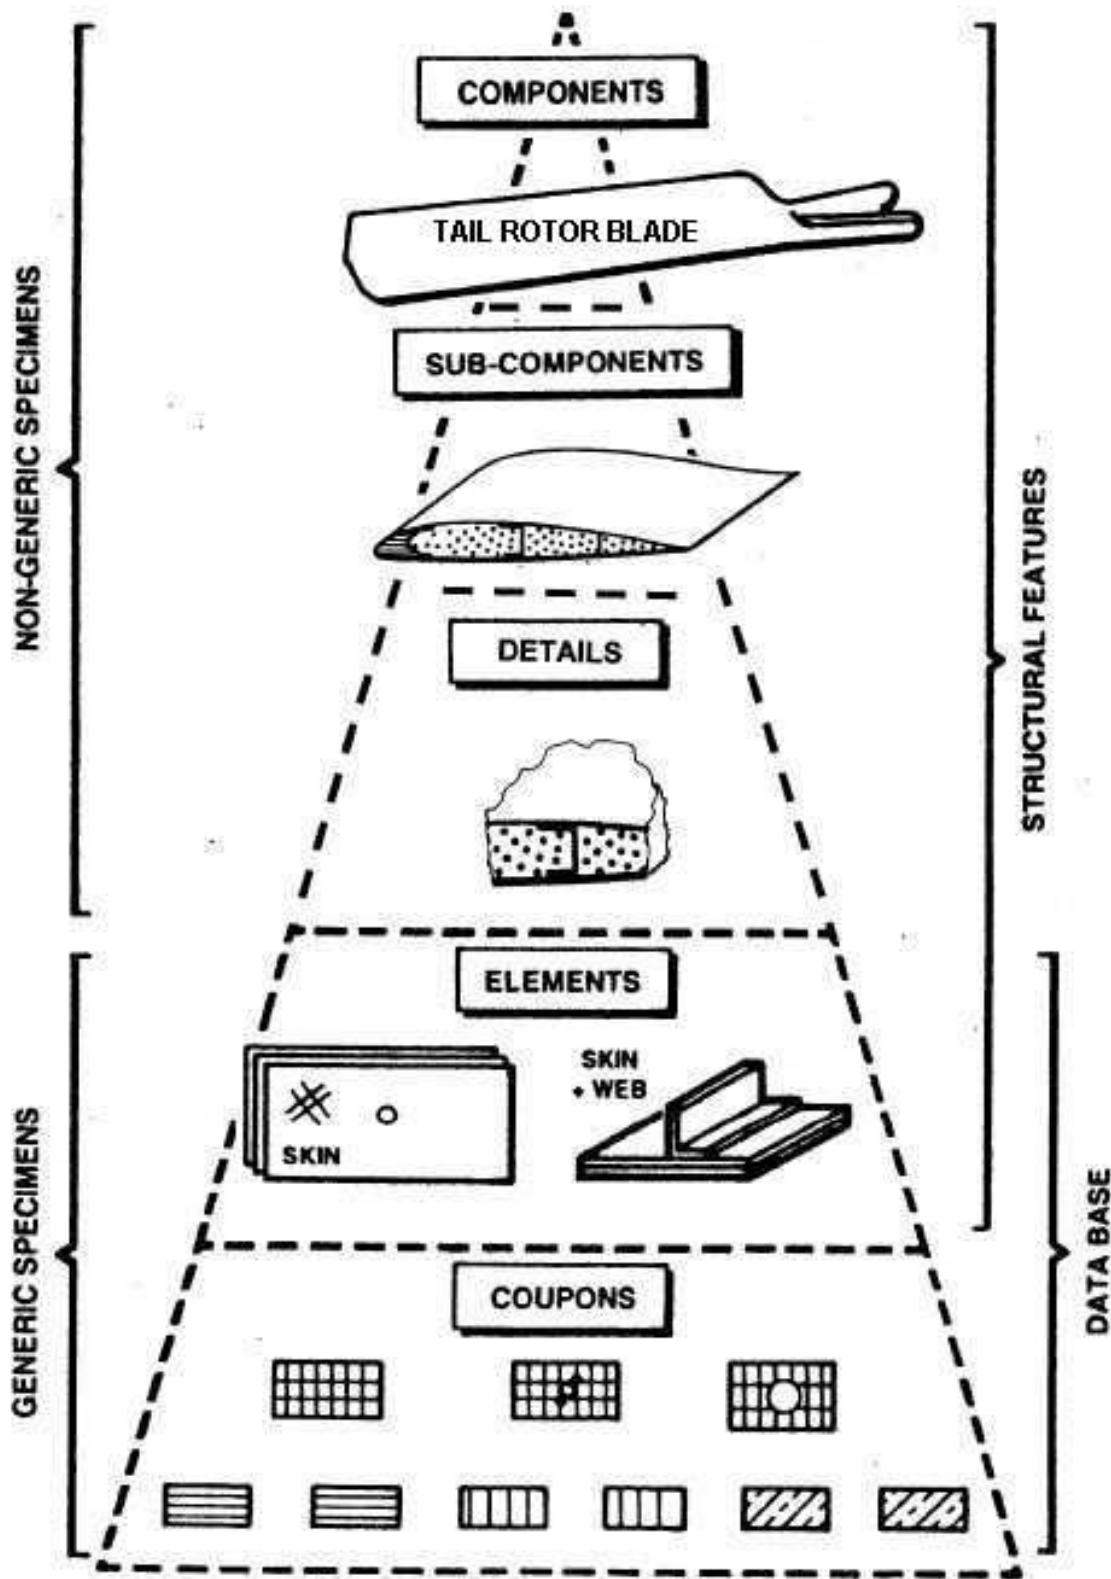 COMPONENTS
TAIL ROTOR BLADE
SUB-COMPONENTS
NON-GENERIC SPECIMENS
STRUCTURAL FEATURES
DETAILS
ELEMENTS
SKIN
SKIN
+ WEB
GENERIC SPECIMENS
DATA BASE
COUPONS